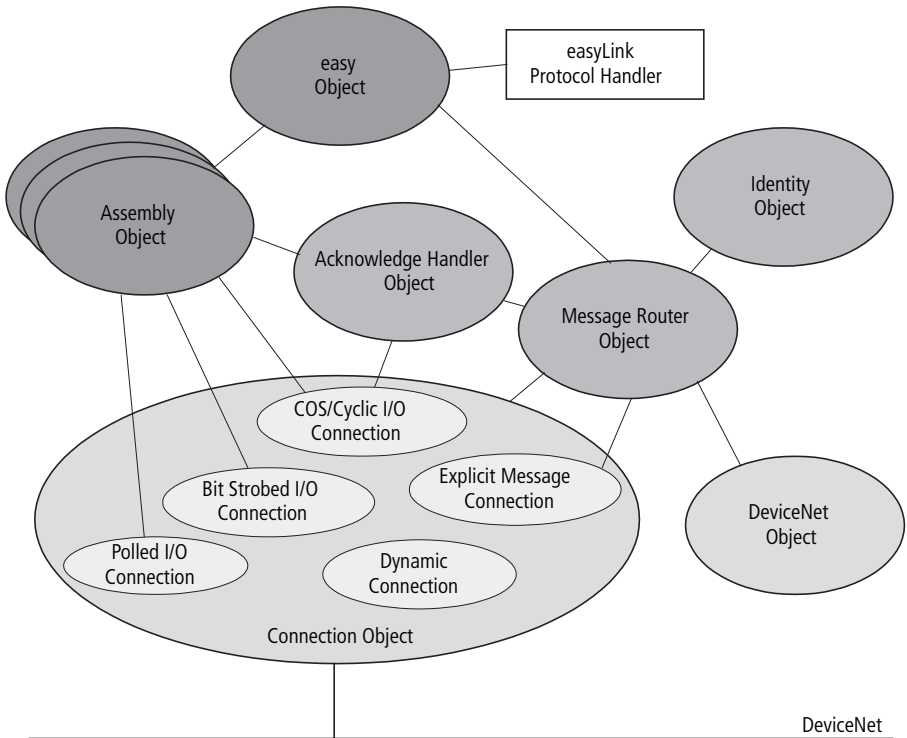 easy
Object
easyLink
Protocol Handler
Identity
Object
Assembly
Object
Acknowledge Handler
Object
Message Router
Object
COS/Cyclic I/O
Connection
Explicit Message
Connection
Bit Strobed I/O
Connection
DeviceNet
Object
Polled I/O
Connection
Dynamic
Connection
Connection Object
DeviceNet